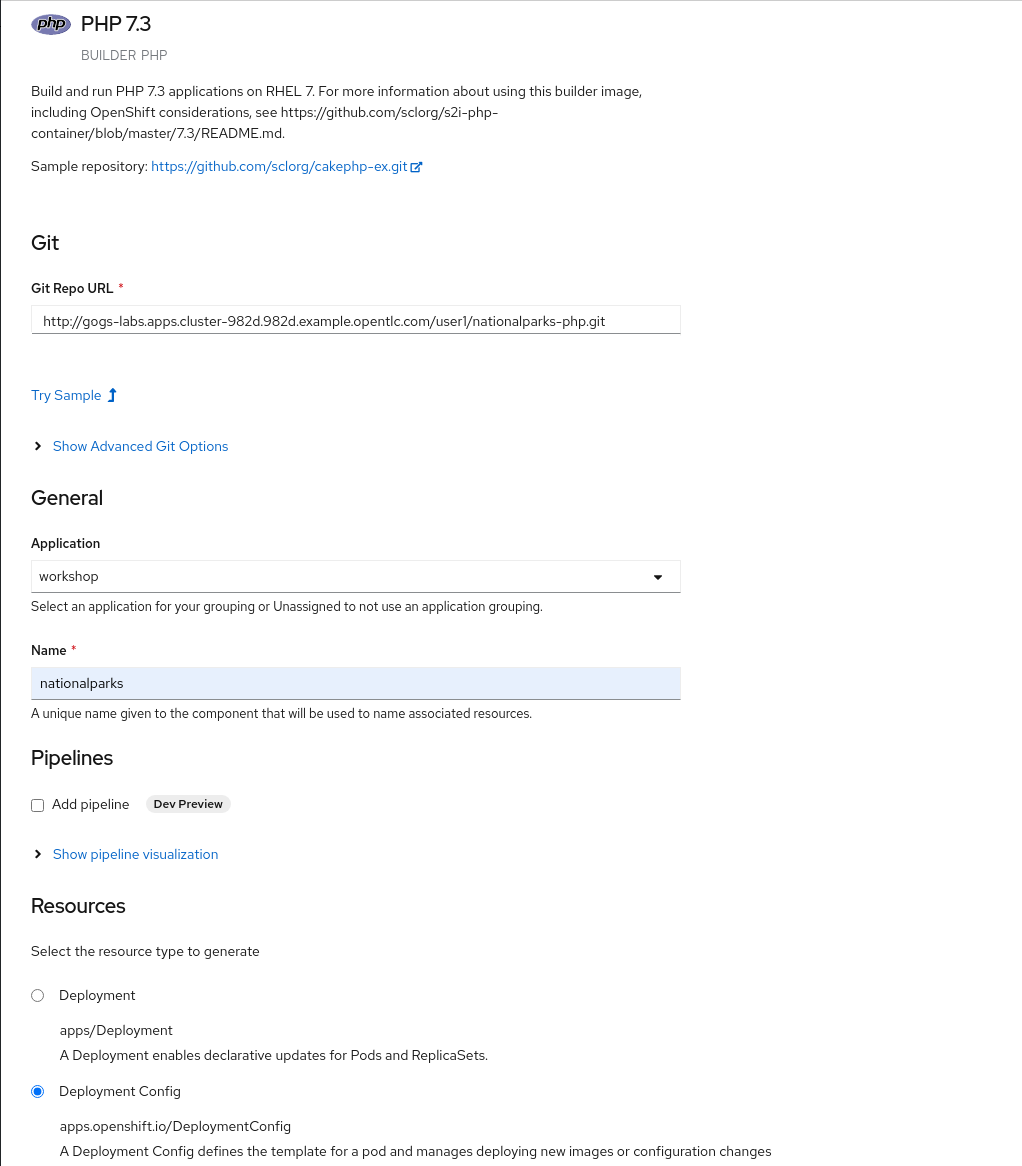 php PHP 7.3
BUILDER PHP
Build and run PHP 7.3 applications on RHEL 7. For more information about using this builder image,
including OpenShift considerations, see https://github.com/sclorg/s2i-php-
container/blob/master/7.3/README.md.
Sample repository: https://github.com/sclorg/cakephp-ex.git
Git
Git Repo URL *
http://gogs-labs.apps.cluster-982d.982d.example.opentlc.com/user1/nationalparks-php.git
Try Sample
Show Advanced Git Options
General
Application
workshop
Select an application for your grouping or Unassigned to not use an application grouping.
Name *
nationalparks
A unique name given to the component that will be used to name associated resources.
Pipelines
Add pipeline Dev Preview
Show pipeline visualization
Resources
Select the resource type to generate
Deployment
apps/Deployment
A Deployment enables declarative updates for Pods and ReplicaSets.
Deployment Config
apps.openshift.io/DeploymentConfig
A Deployment Config defines the template for a pod and manages deploying new images or configuration changes